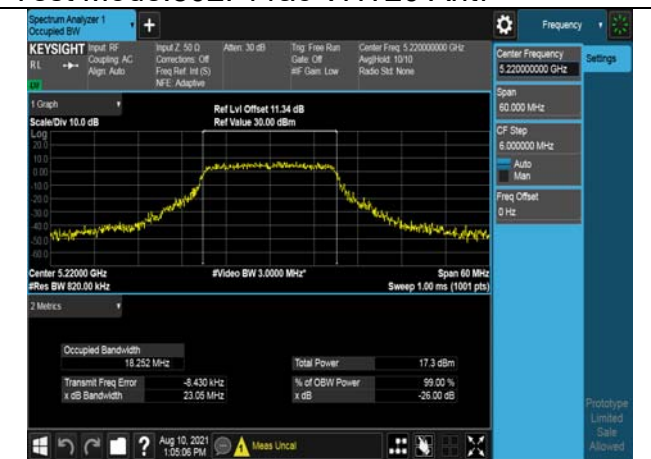 Spectrum Analyzer 1
Occupied BW
+
Frequency
KEYSIGHT
RL
Input: RF
Coupling: AC
Align: Auto
Input Z: 50 Ω
Corrections: Off
Freq Ref: Int (S)
NFE: Adaptive
Atten: 30 dB
Trig: Free Run
Gate: Off
#IF Gain: Low
Center Freq: 5.220000000 GHz
Avg|Hold: 10/10
Radio Std: None
Center Frequency
5.220000000 GHz
Settings
Span
60.000 MHz
CF Step
6.000000 MHz
Auto
Man
Freq Offset
0 Hz
1 Graph
Scale/Div 10.0 dB
Ref Lvl Offset 11.34 dB
Ref Value 30.00 dBm
Log
20.0
10.0
0.00
-10.0
-20.0
-30.0
-40.0
-50.0
-60.0
Center 5.22000 GHz
#Res BW 820.00 kHz
#Video BW 3.0000 MHz*
Span 60 MHz
Sweep 1.00 ms (1001 pts)
2 Metrics
Occupied Bandwidth
18.252 MHz
Total Power 17.3 dBm
Transmit Freq Error -8.430 kHz
% of OBW Power 99.00 %
x dB Bandwidth 23.05 MHz
x dB -26.00 dB
Prototype
Limited
Sale
Allowed
?
Aug 10, 2021
1:05:06 PM
Meas Uncal